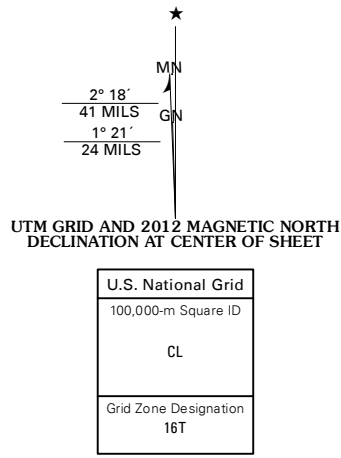 MN
2° 18´
41 MILS
GN
1° 21´
24 MILS
UTM GRID AND 2012 MAGNETIC NORTH
DECLINATION AT CENTER OF SHEET
U.S. National Grid
100,000-m Square ID
CL
Grid Zone Designation
16T